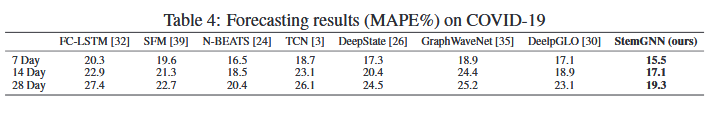 Table 4: Forecasting results (MAPE%) on COVID-19
FC-LSTM [32] SFM [39] N-BEATS [24] TCN [3] DeepState [26] GraphWaveNet [35] DeelpGLO [30] StemGNN (ours)
7 Day 20.3 19.6 16.5 18.7 17.3 18.9 17.1 15.5
14 Day 22.9 21.3 18.5 23.1 20.4 24.4 18.9 17.1
28 Day 27.4 22.7 20.4 26.1 24.5 25.2 23.1 19.3